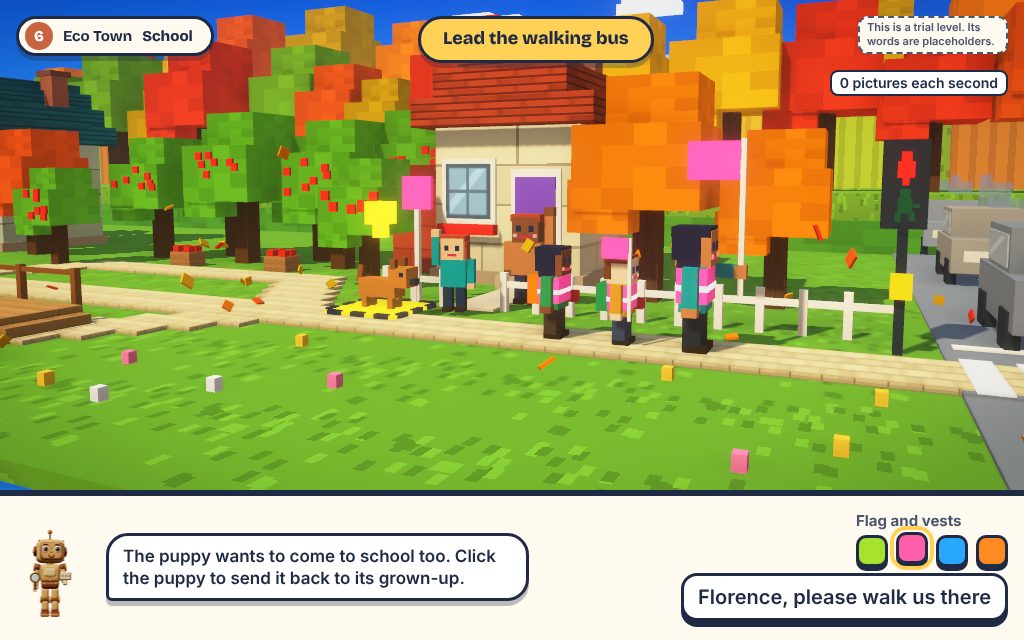 6 Eco Town School
Lead the walking bus
This is a trial level. Its
words are placeholders.
0 pictures each second
The puppy wants to come to school too. Click
the puppy to send it back to its grown-up.
Flag and vests
Florence, please walk us there